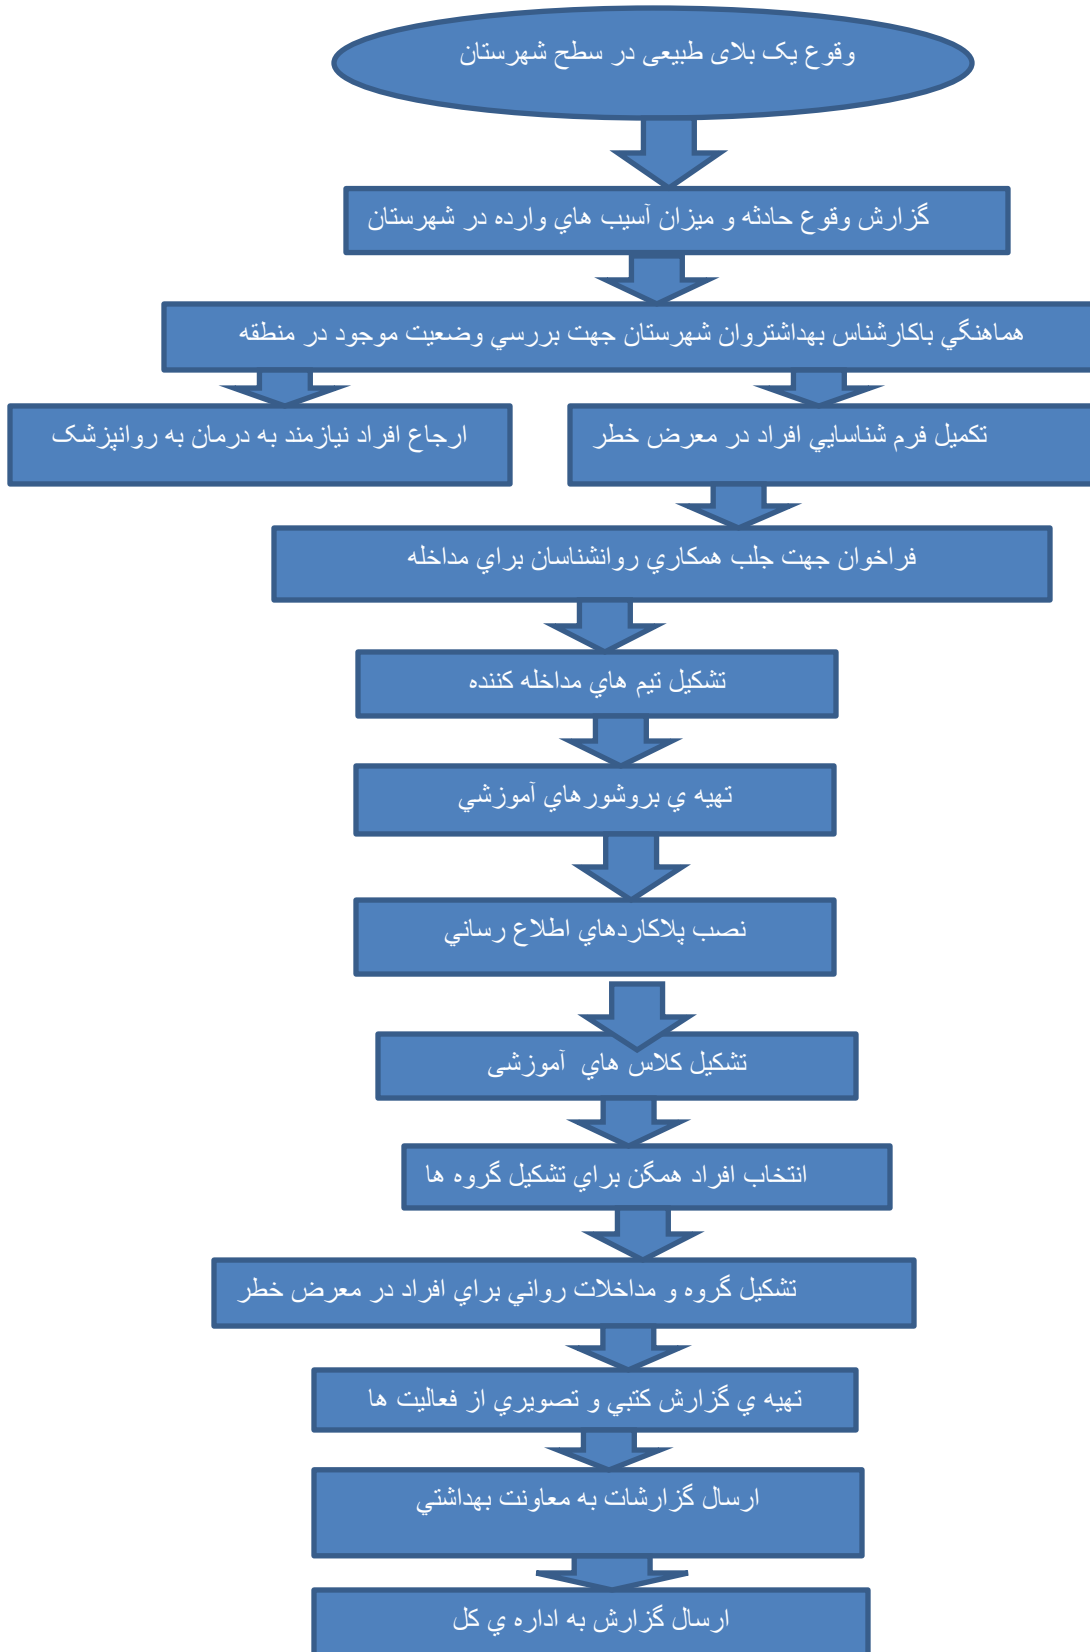 وقوع یک بلای طبیعی در سطح شهرستان
گزارش وقوع حادثه و ميزان آسيب هاي وارده در شهرستان
هماهنگي باكارشناس بهداشتروان شهرستان جهت بررسي وضعيت موجود در منطقه
تكميل فرم شناسايي افراد در معرض خطر
ارجاع افراد نيازمند به درمان به روانپزشک
فراخوان جهت جلب همكاري روانشناسان براي مداخله
تشكيل تيم هاي مداخله كننده
تهيه ي بروشورهاي آموزشي
نصب پلاكاردهاي اطلاع رساني
تشكيل كلاس هاي آموزشی
انتخاب افراد همگن براي تشكيل گروه ها
تشكيل گروه و مداخلات رواني براي افراد در معرض خطر
تهيه ي گزارش كتبي و تصويري از فعاليت ها
ارسال گزارشات به معاونت بهداشتي
ارسال گزارش به اداره ي كل